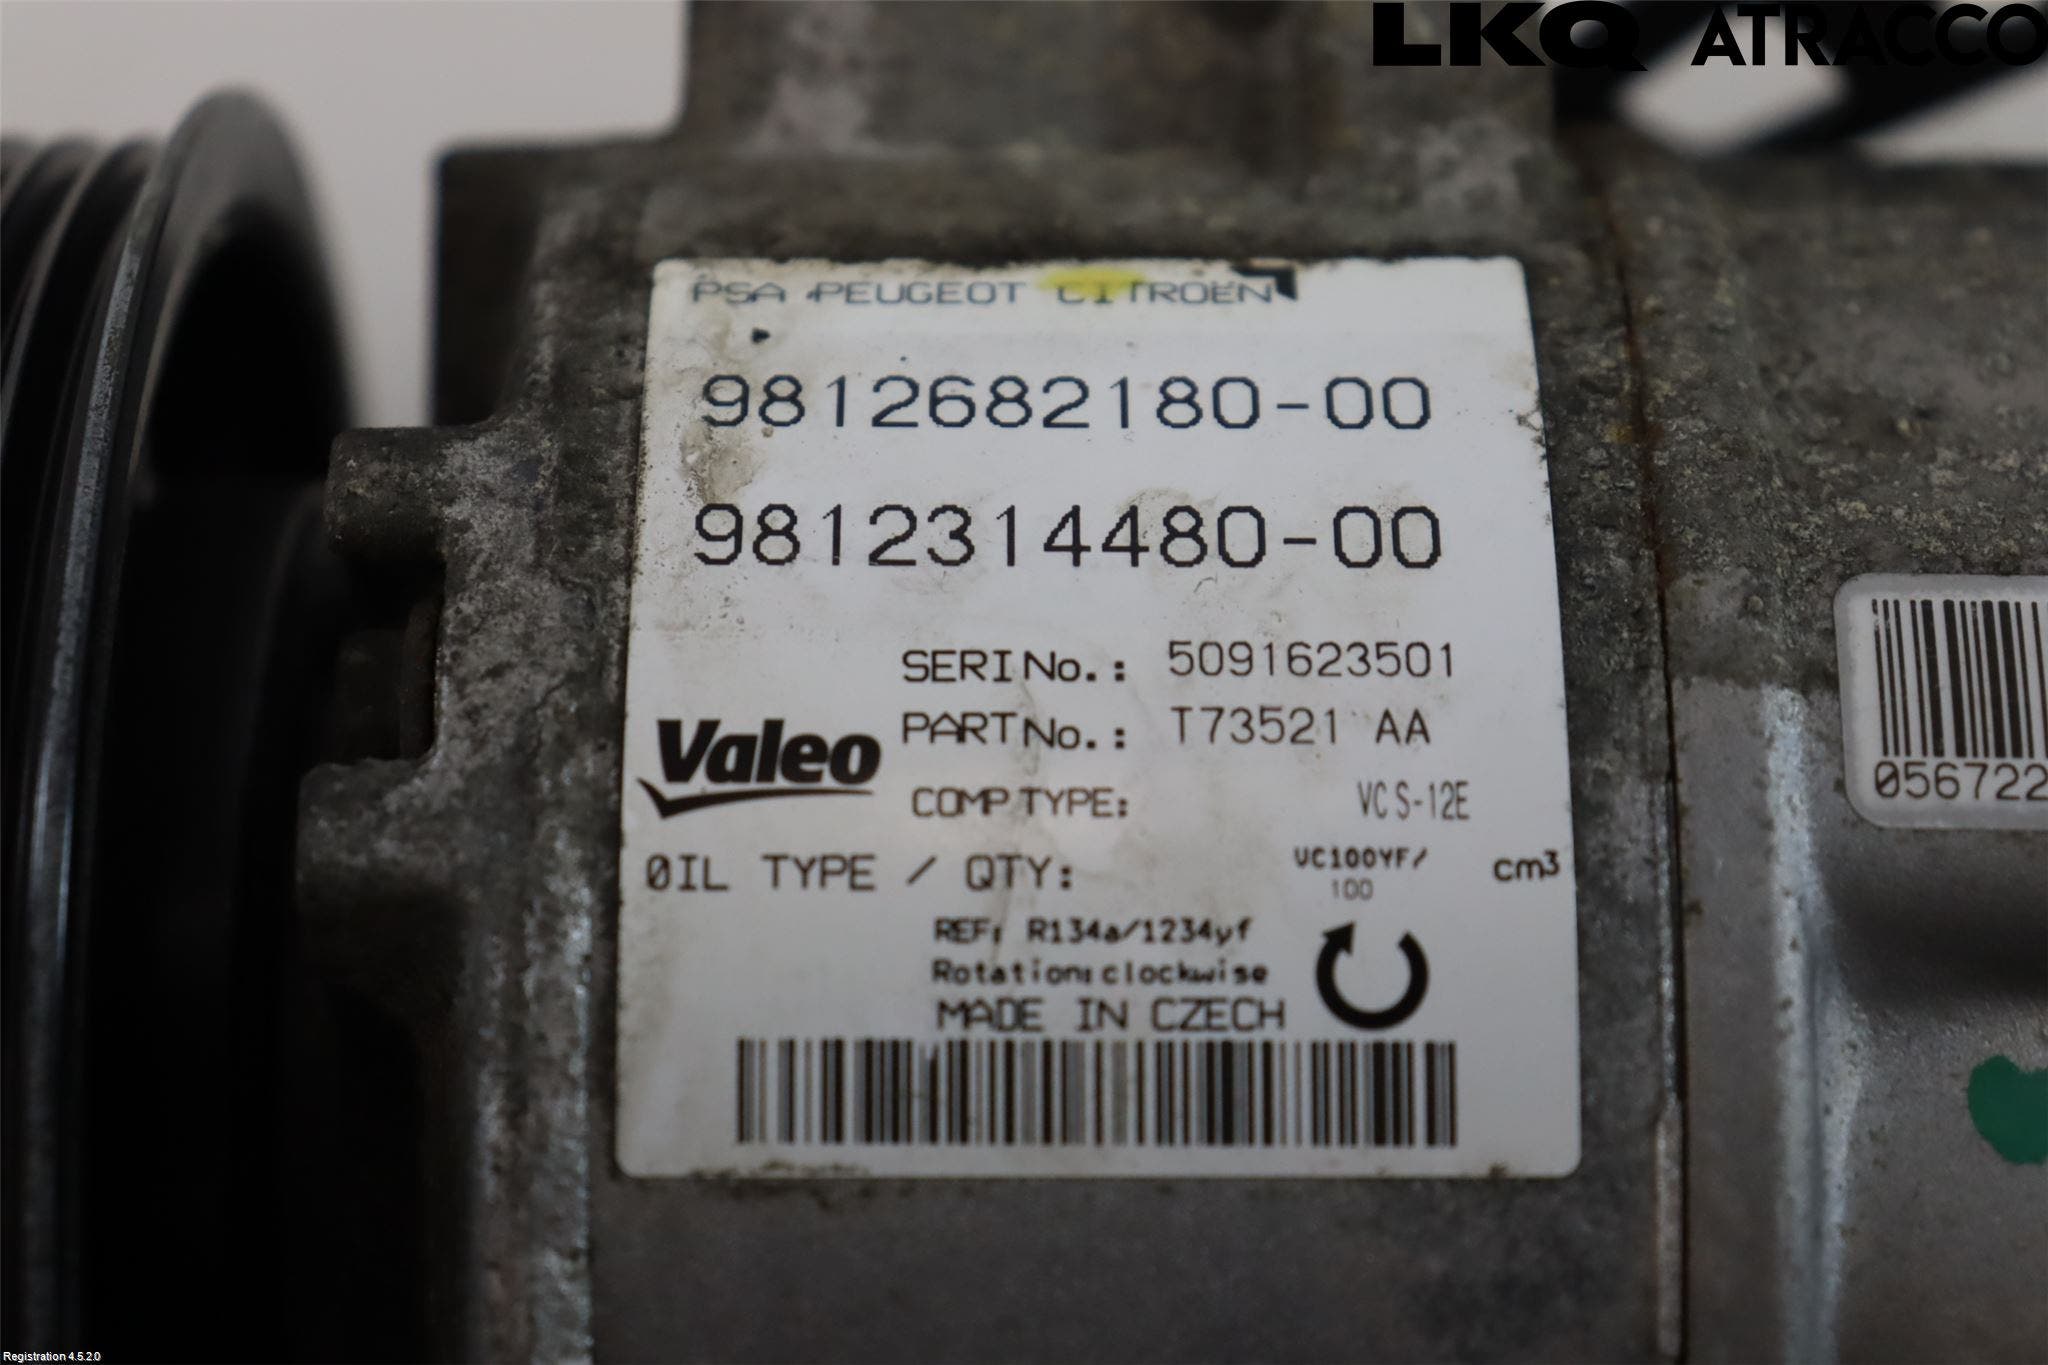 LKQ ATRACCO
PSA PEUGEOT CITROEN
9812682180-00
9812314480-00
SERI No.: 5091623501
Valeo
PART No.: T73521 AA
COMP TYPE: VCS-12E
OIL TYPE / QTY: VC100YF/ 100 cm3
REF: R134a/1234yf
Rotation:clockwise
MADE IN CZECH
056722
Registration 4.5.2.0